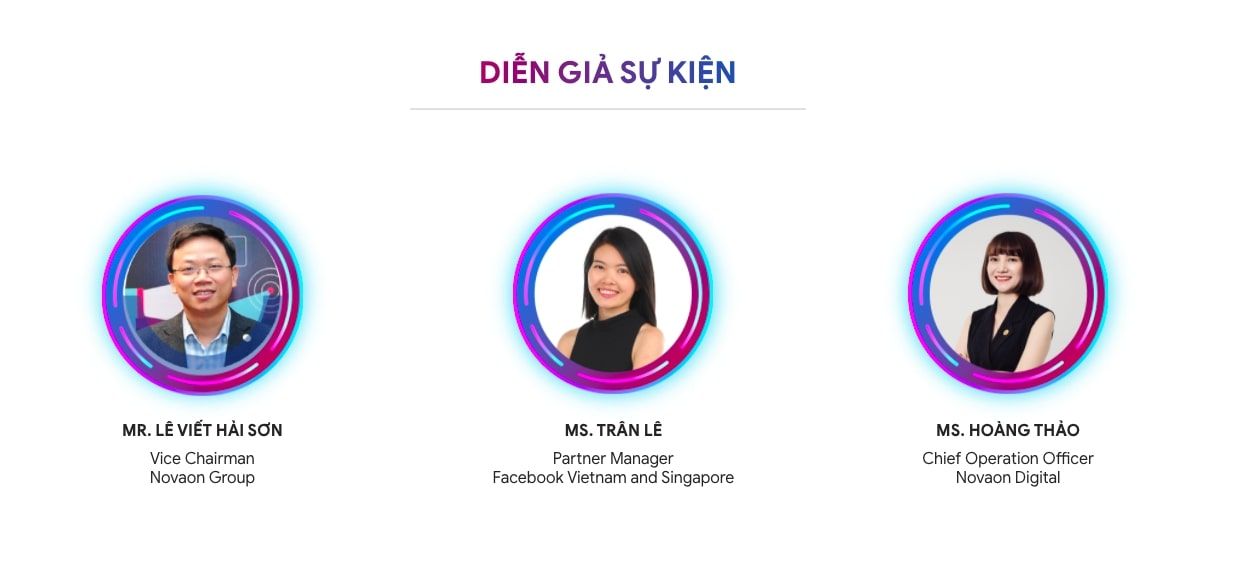 DIỄN GIẢ SỰ KIỆN
MR. LÊ VIẾT HẢI SƠN
Vice Chairman
Novaon Group
MS. TRÂN LÊ
Partner Manager
Facebook Vietnam and Singapore
MS. HOÀNG THẢO
Chief Operation Officer
Novaon Digital